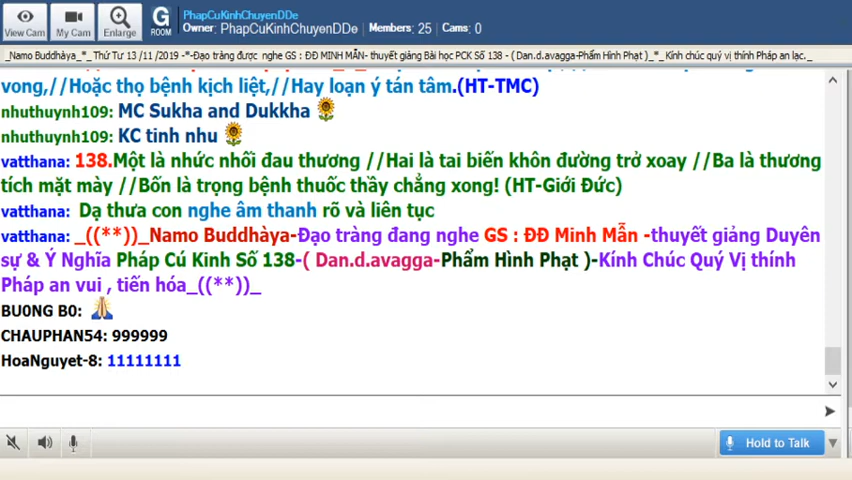 PhapCuKinhChuyenDDe
Owner: PhapCuKinhChuyenDDe Members: 25 Cams: 0
View Cam
My Cam
Enlarge
G
ROOM
_Namo Buddhàya_*_ Thứ Tư 13 /11 /2019 -*-Đạo tràng được nghe GS : ĐĐ MINH MẪN- thuyết giảng Bài học PCK Số 138 - ( Dan.d.avagga-Phẩm Hình Phạt )_*_ Kính chúc quý vị thính Pháp an lạc._
vong,//Hoặc thọ bệnh kịch liệt,//Hay loạn ý tán tâm.(HT-TMC)
nhuthuynh109: MC Sukha and Dukkha
nhuthuynh109: KC tinh nhu
vatthana: 138.Một là nhức nhối đau thương //Hai là tai biến khôn đường trở xoay //Ba là thương
tích mặt mày //Bốn là trọng bệnh thuốc thầy chẳng xong! (HT-Giới Đức)
vatthana: Dạ thưa con nghe âm thanh rõ và liên tục
vatthana: _((**))_Namo Buddhàya-Đạo tràng đang nghe GS : ĐĐ Minh Mẫn -thuyết giảng Duyên
sự & Ý Nghĩa Pháp Cú Kinh Số 138-( Dan.d.avagga-Phẩm Hình Phạt )-Kính Chúc Quý Vị thính
Pháp an vui , tiến hóa_((**))_
BU0NG B0:
CHAUPHAN54: 999999
HoaNguyet-8: 11111111
Hold to Talk